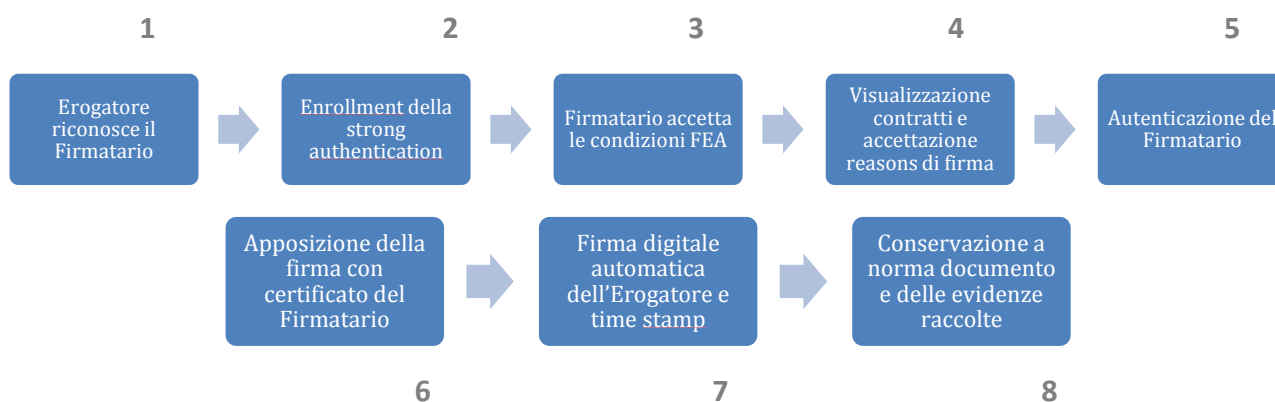 1
2
3
4
5
Erogatore
riconosce il
Firmatario
Enrollment della
strong
authentication
Firmatario accetta
le condizioni FEA
Visualizzazione
contratti e
accettazione
reasons di firma
Autenticazione del
Firmatario
Apposizione della
firma con
certificato del
Firmatario
Firma digitale
automatica
dell’Erogatore e
time stamp
Conservazione a
norma documento
e delle evidenze
raccolte
6
7
8